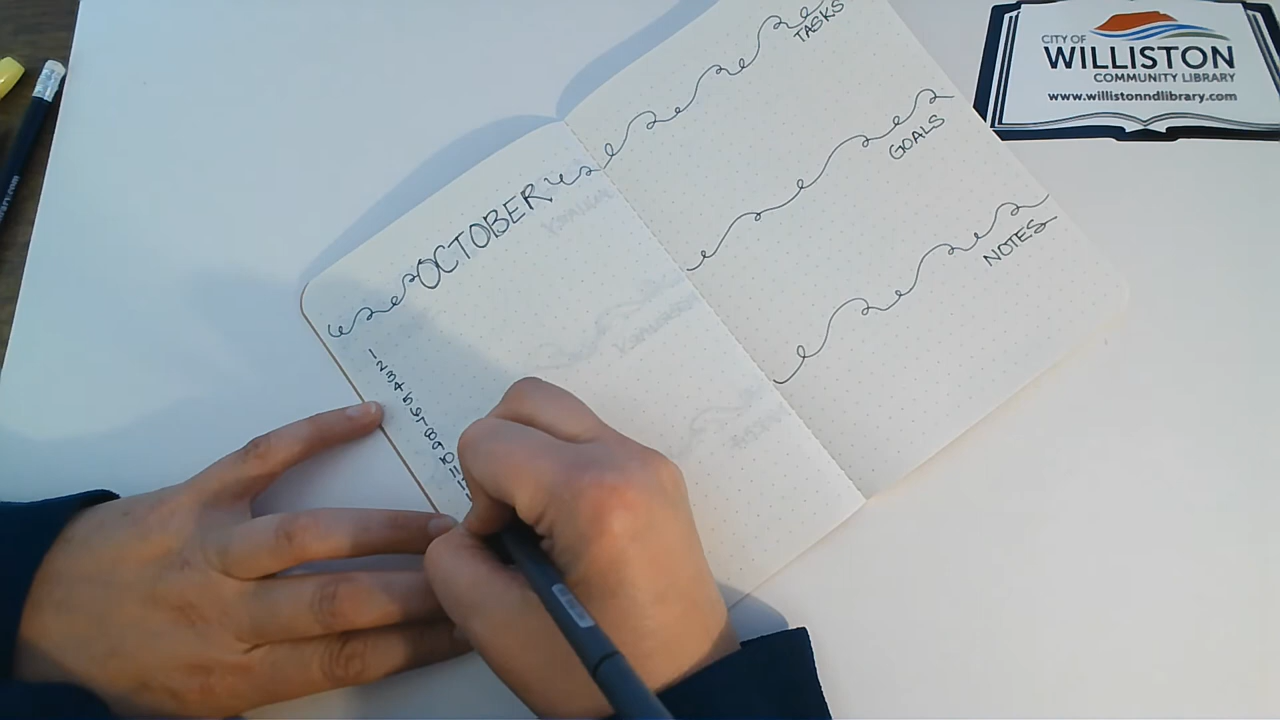 OCTOBER
1
2
3
4
5
6
7
8
9
10
11
TASKS
GOALS
NOTES
CITY OF
WILLISTON
COMMUNITY LIBRARY
www.willistonndlibrary.com